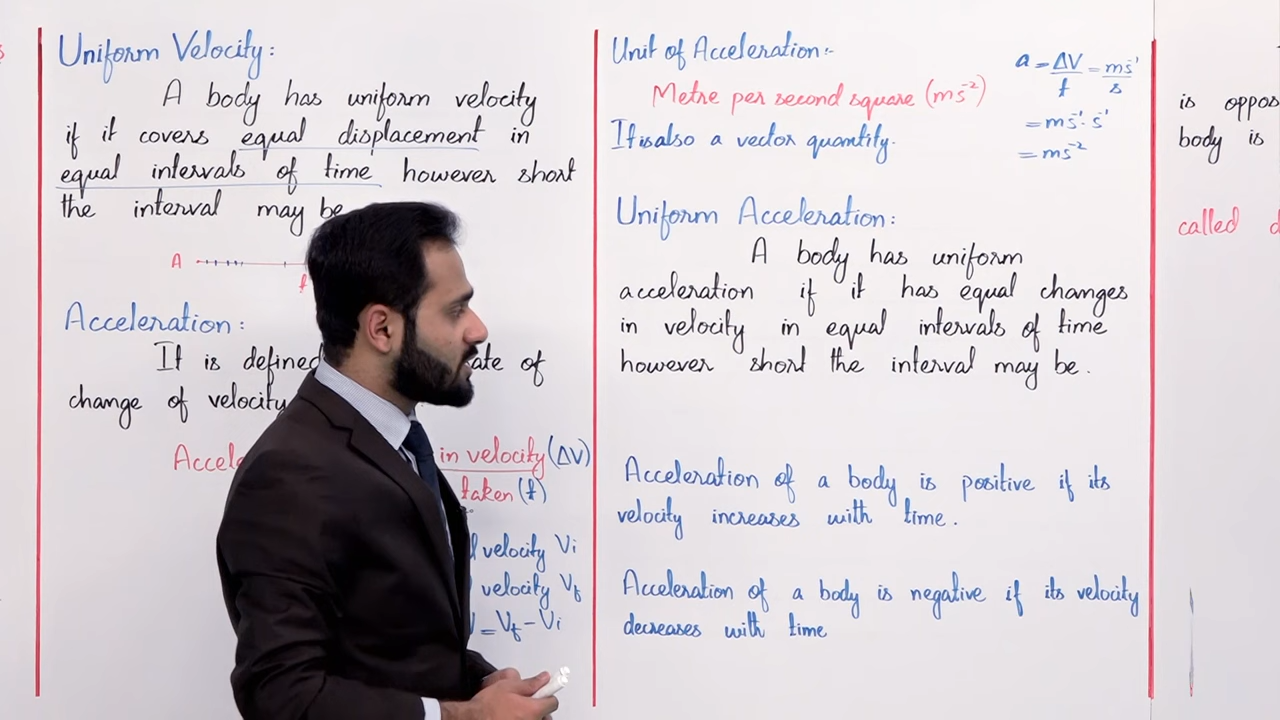 Uniform Velocity:
A body has uniform velocity
if it covers equal displacement in
equal intervals of time however short
the interval may be
A
Acceleration:
It is defined ate of
change of velocity
Accele in velocity (ΔV)
taken (t)
velocity Vi
velocity Vf
= Vf - Vi
Unit of Acceleration:-
Metre per second square (ms⁻²)
It is also a vector quantity.
a = ΔV/t = ms⁻¹/s
= ms⁻¹·s⁻¹
= ms⁻²
Uniform Acceleration:
A body has uniform
acceleration if it has equal changes
in velocity in equal intervals of time
however short the interval may be.
Acceleration of a body is positive if its
velocity increases with time.
Acceleration of a body is negative if its velocity
decreases with time
is oppos
body is
called d